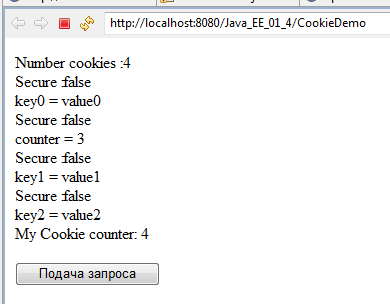 http://localhost:8080/Java_EE_01_4/CookieDemo
Number cookies :4
Secure :false
key0 = value0
Secure :false
counter = 3
Secure :false
key1 = value1
Secure :false
key2 = value2
My Cookie counter: 4
Подача запроса